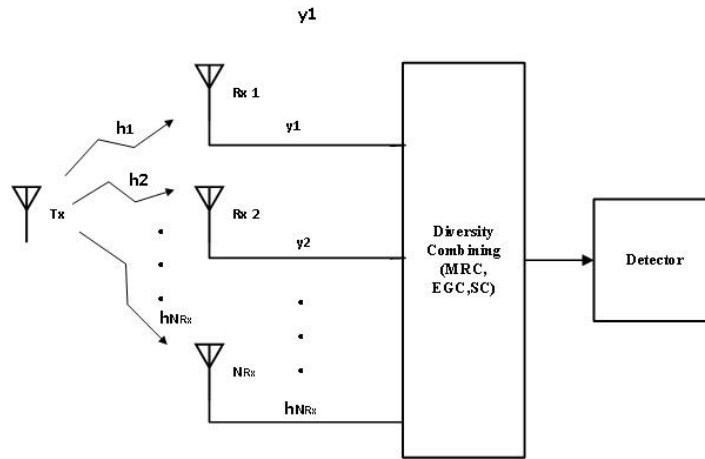 y1
Rx 1
y1
h1
h2
Tx
Rx 2
y2
hNRx
NRx
hNRx
Diversity
Combining
(MRC,
EGC,SC)
Detector